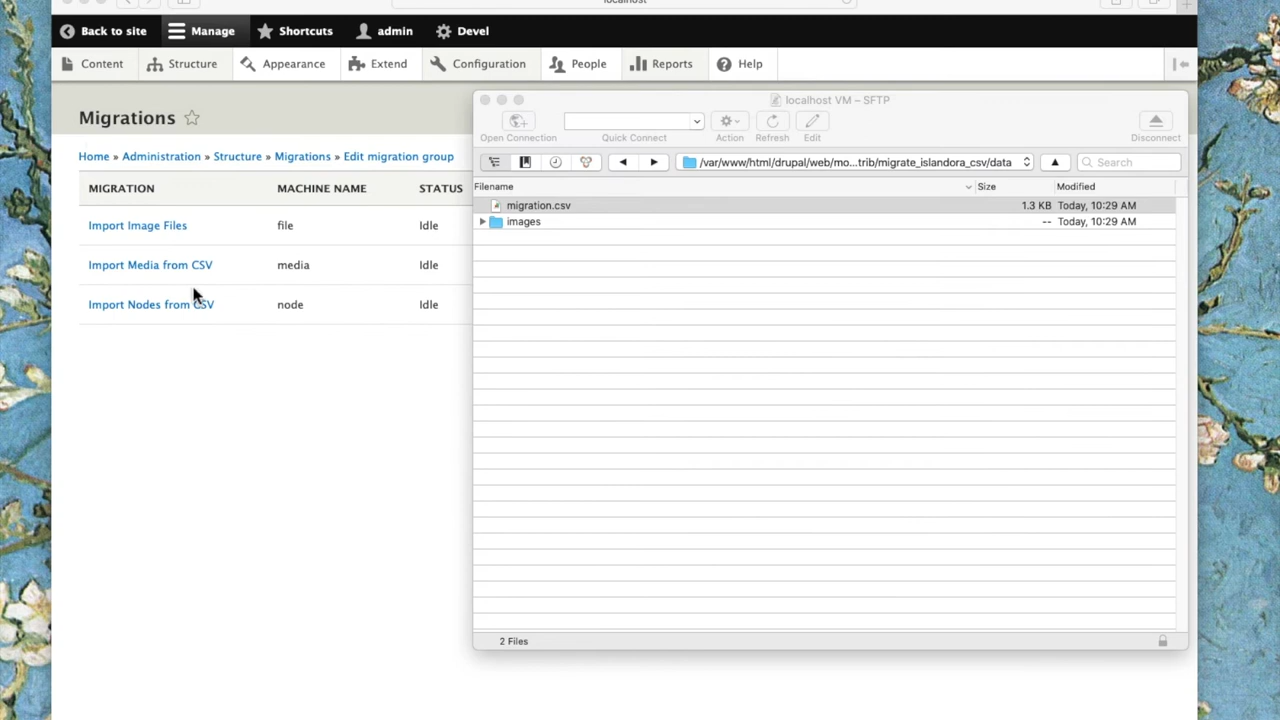 localhost
Back to site Manage Shortcuts admin Devel
Content Structure Appearance Extend Configuration People Reports Help
Migrations
Home » Administration » Structure » Migrations » Edit migration group
MIGRATION MACHINE NAME STATUS
Import Image Files file Idle
Import Media from CSV media Idle
Import Nodes from CSV node Idle
localhost VM – SFTP
Open Connection Quick Connect Action Refresh Edit Disconnect
/var/www/html/drupal/web/mo...trib/migrate_islandora_csv/data Search
Filename Size Modified
migration.csv 1.3 KB Today, 10:29 AM
images -- Today, 10:29 AM
2 Files